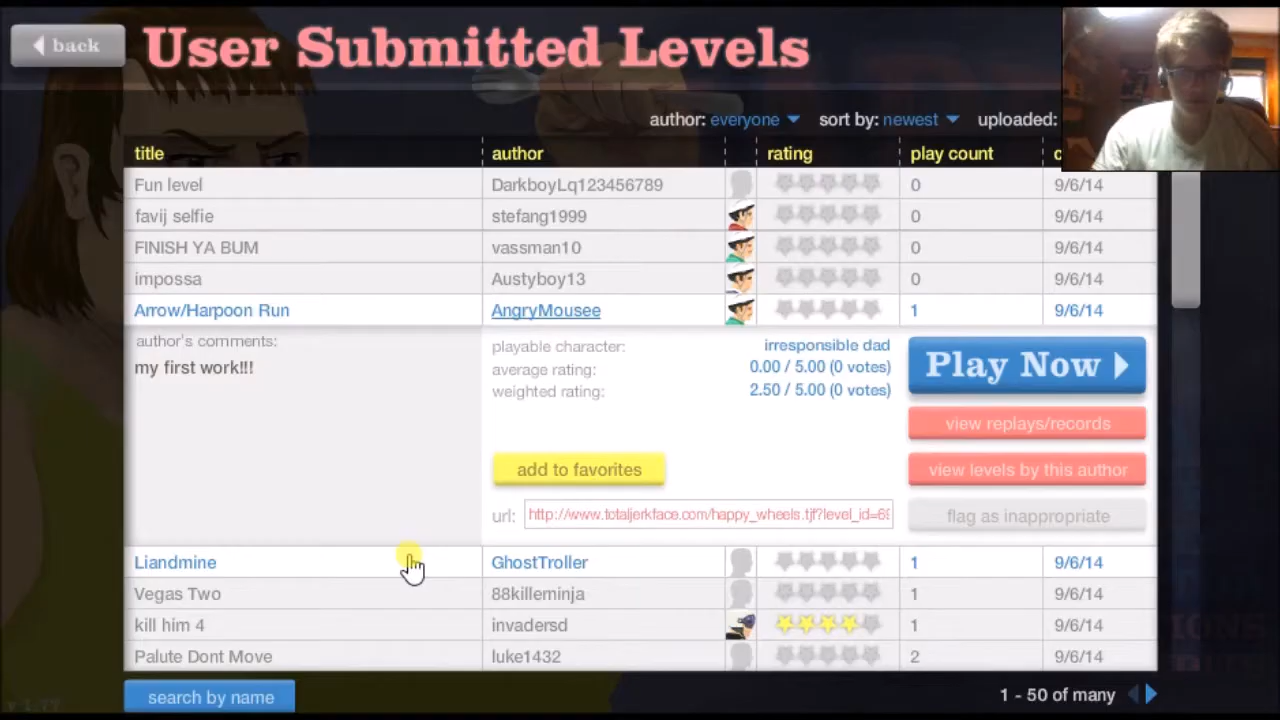 back
User Submitted Levels
author: everyone sort by: newest uploaded:
title author rating play count
Fun level DarkboyLq123456789 0 9/6/14
favij selfie stefang1999 0 9/6/14
FINISH YA BUM vassman10 0 9/6/14
impossa Austyboy13 0 9/6/14
Arrow/Harpoon Run AngryMousee 1 9/6/14
author's comments:
my first work!!!
playable character: irresponsible dad
average rating: 0.00 / 5.00 (0 votes)
weighted rating: 2.50 / 5.00 (0 votes)
Play Now
view replays/records
add to favorites
view levels by this author
url: http://www.totaljerkface.com/happy_wheels.tjf?level_id=69
flag as inappropriate
Liandmine GhostTroller 1 9/6/14
Vegas Two 88killeminja 1 9/6/14
kill him 4 invadersd 1 9/6/14
Palute Dont Move luke1432 2 9/6/14
search by name
1 - 50 of many